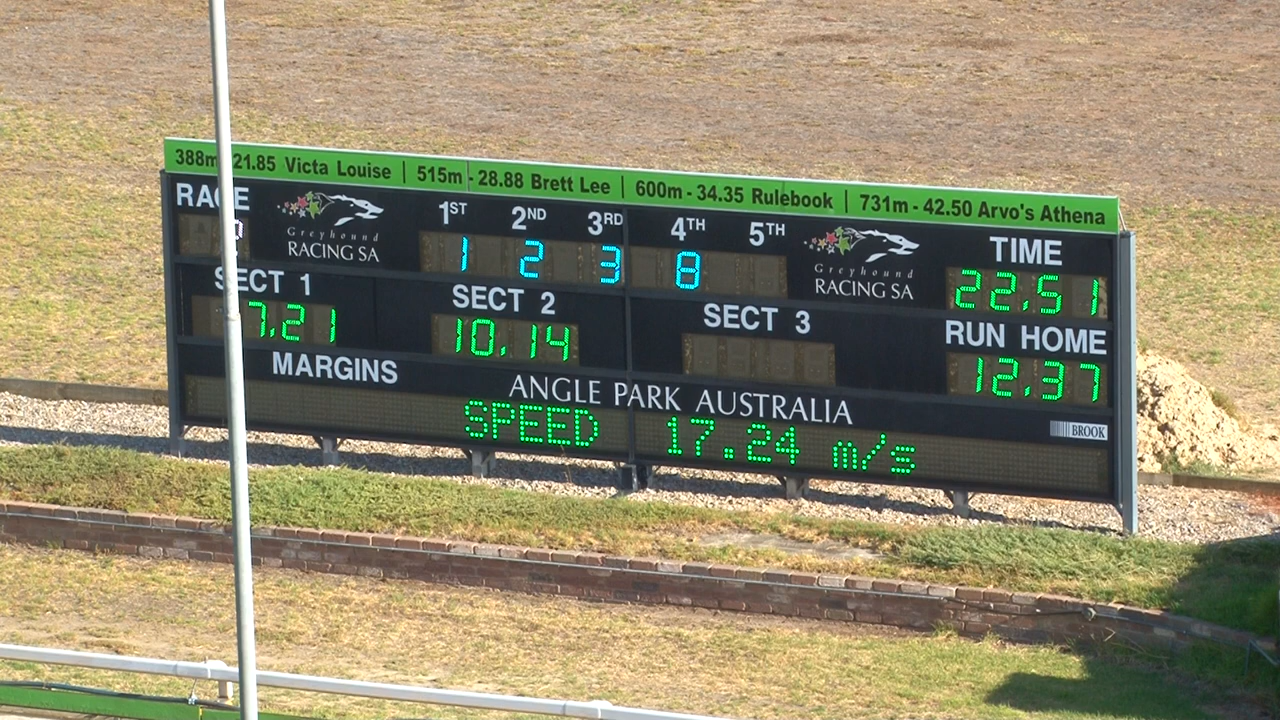 388m 21.85 Victa Louise | 515m - 28.88 Brett Lee | 600m - 34.35 Rulebook | 731m - 42.50 Arvo's Athena
RACE
Greyhound
RACING SA
1ST 2ND 3RD 4TH 5TH
1 2 3 8
Greyhound
RACING SA
TIME
22.51
SECT 1
7.21
SECT 2
10.14
SECT 3
RUN HOME
12.37
MARGINS
ANGLE PARK AUSTRALIA
BROOK
SPEED 17.24 m/s